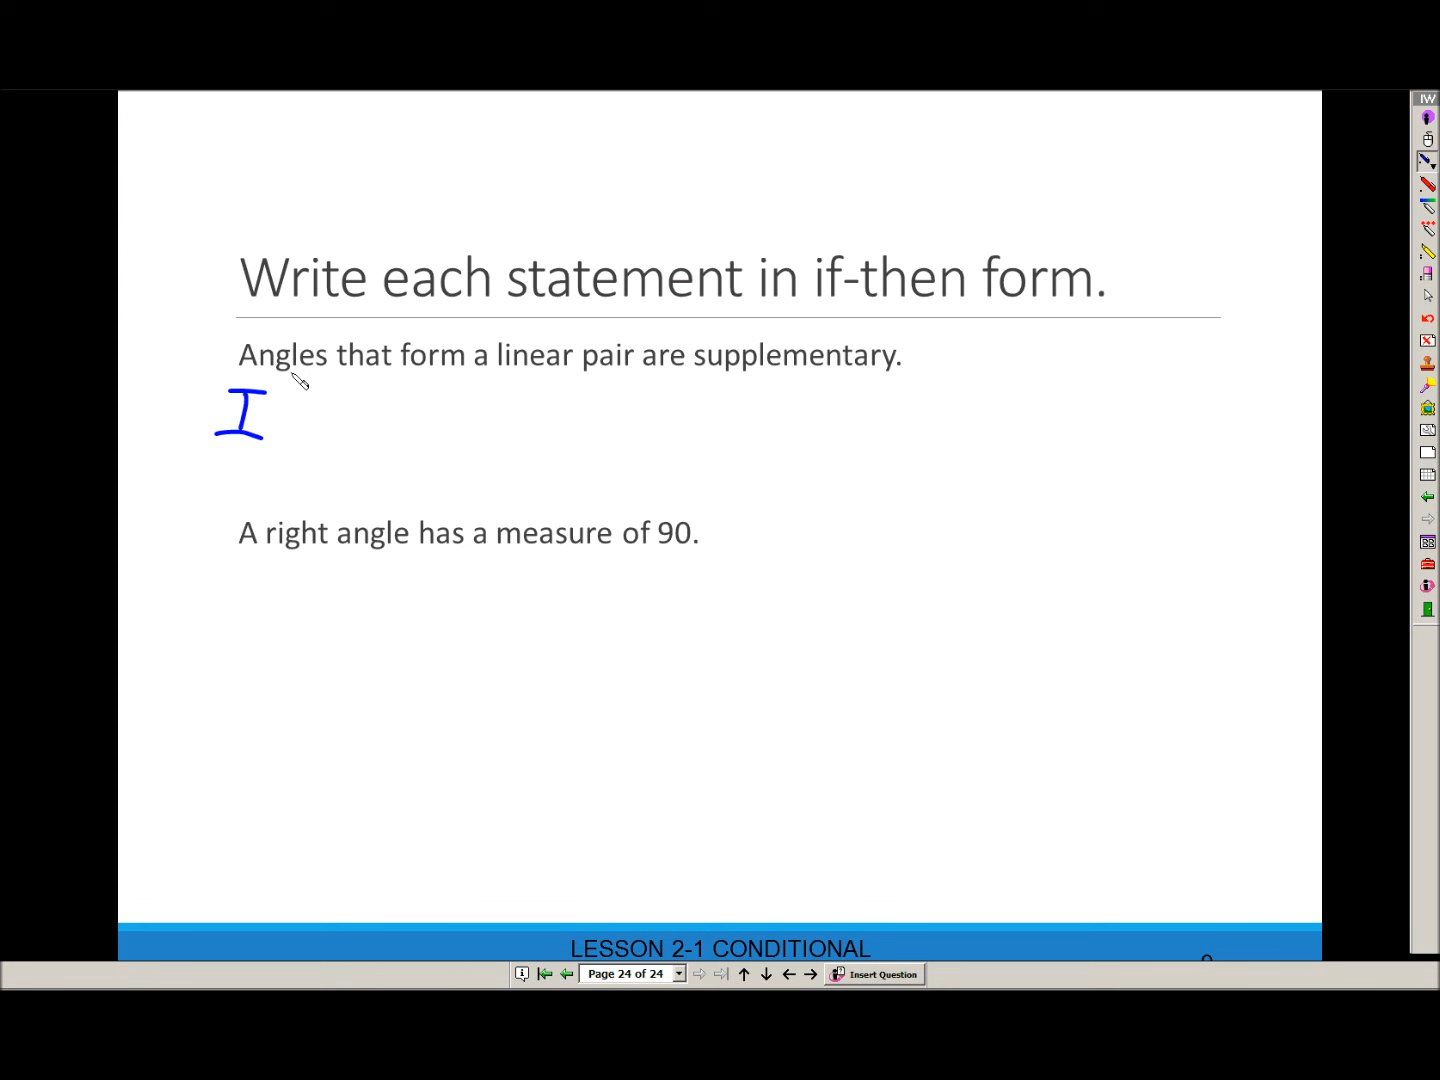 IW
Write each statement in if-then form.
Angles that form a linear pair are supplementary.
I
A right angle has a measure of 90.
LESSON 2-1 CONDITIONAL
Page 24 of 24
Insert Question